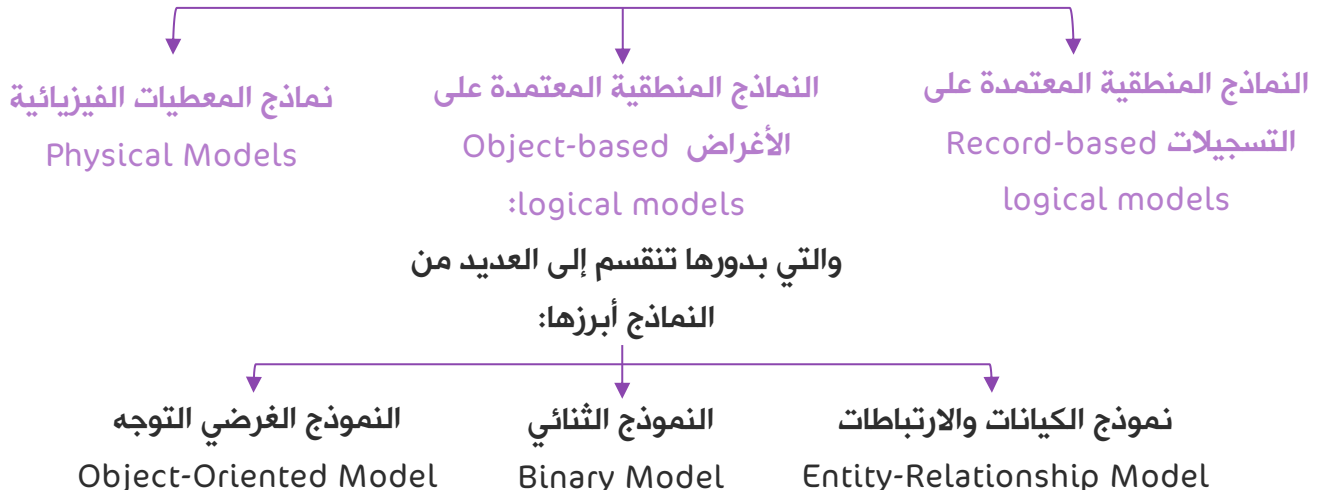 النماذج المنطقية المعتمدة على
التسجيلات Record-based
logical models
النماذج المنطقية المعتمدة على
الأغراض Object-based
logical models:
نماذج المعطيات الفيزيائية
Physical Models
والتي بدورها تنقسم إلى العديد من
النماذج أبرزها:
نموذج الكيانات والارتباطات
Entity-Relationship Model
النموذج الثنائي
Binary Model
النموذج الغرضي التوجه
Object-Oriented Model